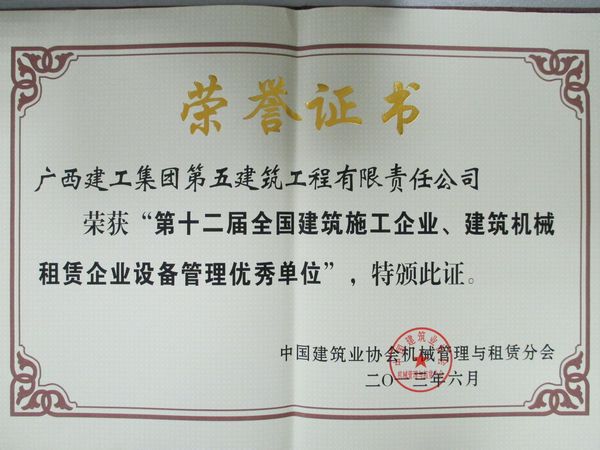 荣誉证书
广西建工集团第五建筑工程有限责任公司
荣获“第十二届全国建筑施工企业、建筑机械
租赁企业设备管理优秀单位”，特颁此证。
中国建筑业协会机械管理与租赁分会
二〇一三年六月